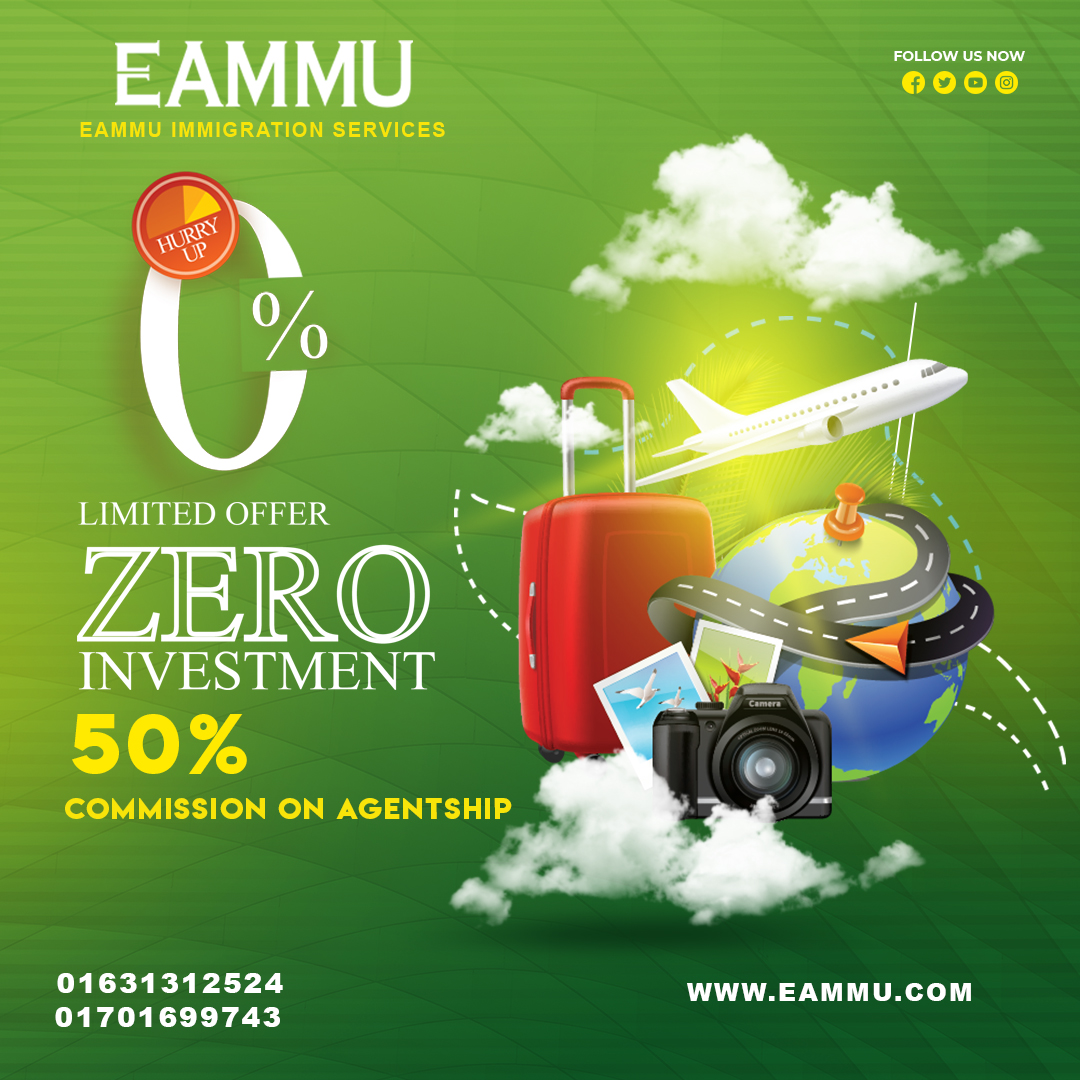 EAMMU
EAMMU IMMIGRATION SERVICES
FOLLOW US NOW
HURRY
UP
0%
LIMITED OFFER
ZERO
INVESTMENT
50%
COMMISSION ON AGENTSHIP
Camera
01631312524
01701699743
WWW.EAMMU.COM